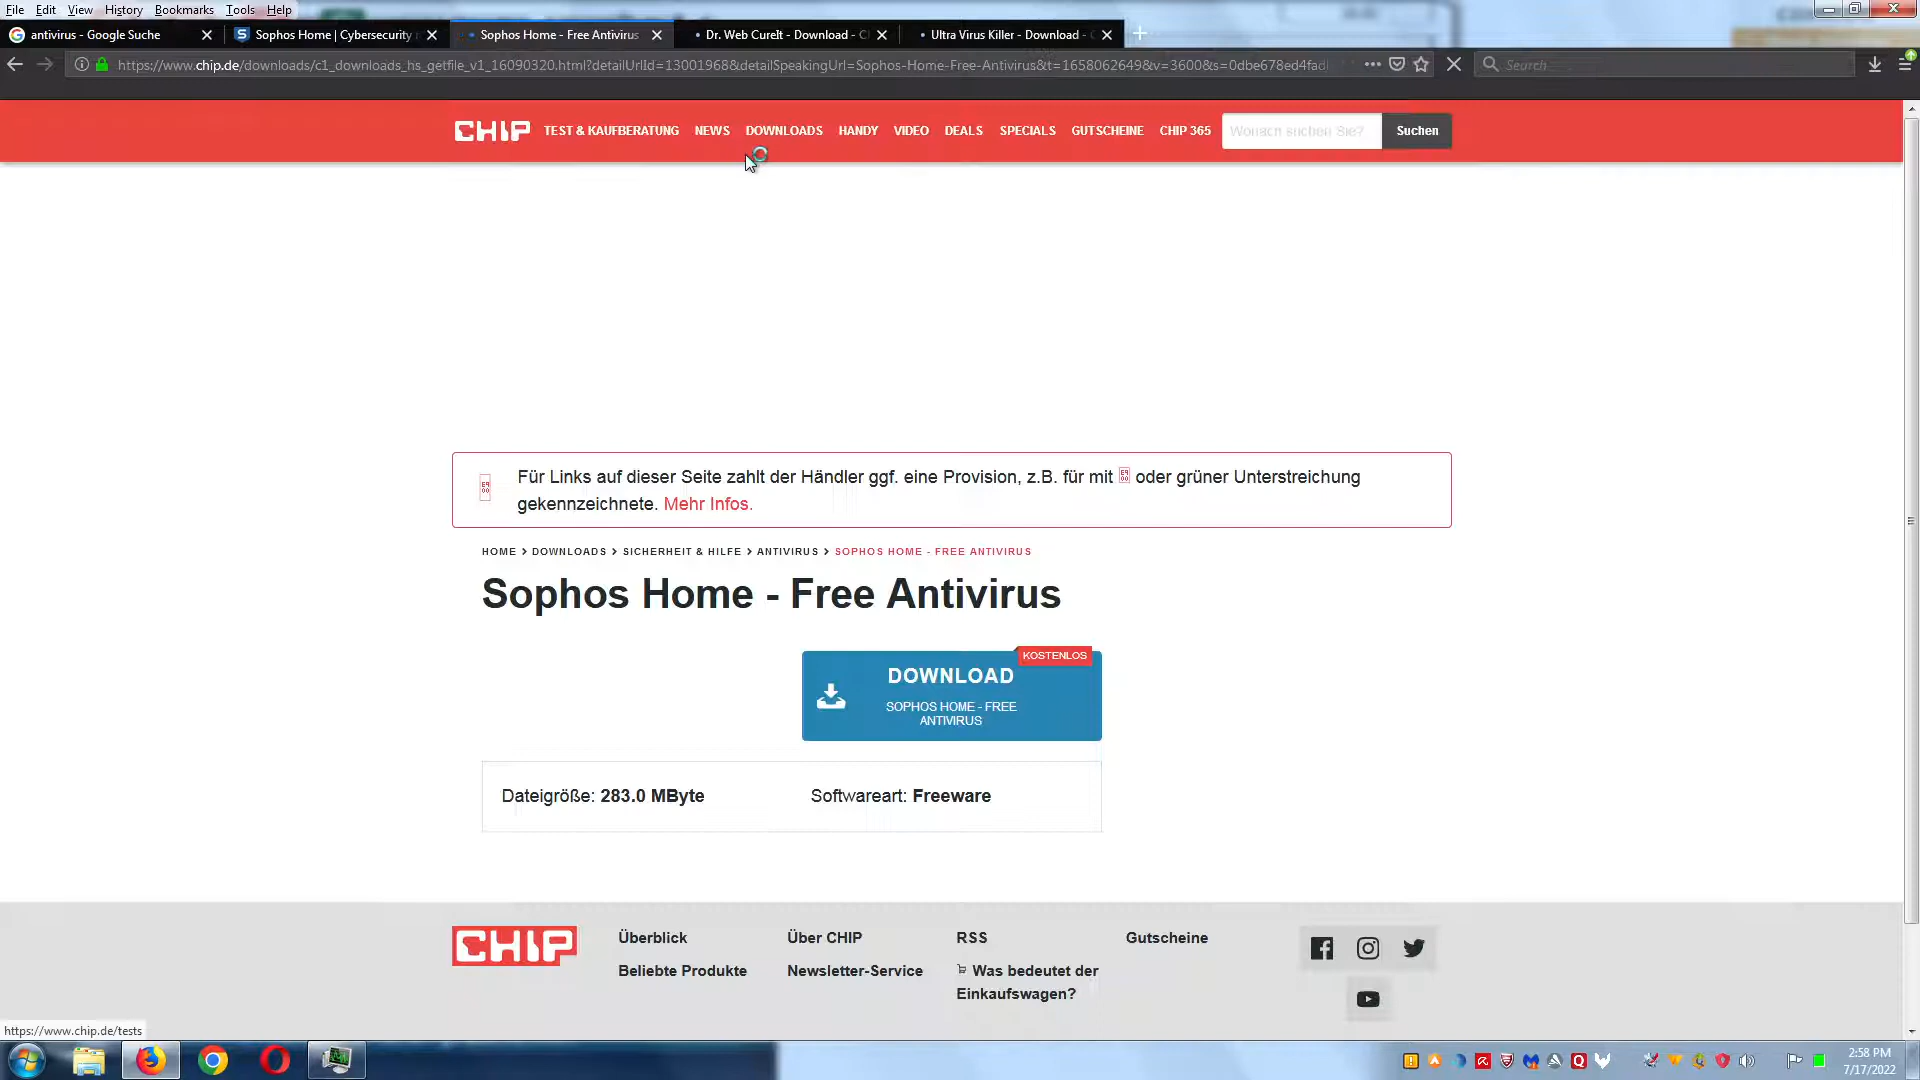 File Edit View History Bookmarks Tools Help
antivirus - Google Suche
Sophos Home | Cybersecurity
Sophos Home - Free Antivirus
Dr. Web CureIt - Download - C
Ultra Virus Killer - Download -
https://www.chip.de/downloads/c1_downloads_hs_getfile_v1_16090320.html?detailUrlId=13001968&detailSpeakingUrl=Sophos-Home-Free-Antivirus&t=1658062649&v=3600&s=0dbe678ed4fadi
Search
CHIP TEST & KAUFBERATUNG NEWS DOWNLOADS HANDY VIDEO DEALS SPECIALS GUTSCHEINE CHIP 365 Wonach suchen Sie? Suchen
Für Links auf dieser Seite zahlt der Händler ggf. eine Provision, z.B. für mit oder grüner Unterstreichung
gekennzeichnete. Mehr Infos.
HOME > DOWNLOADS > SICHERHEIT & HILFE > ANTIVIRUS > SOPHOS HOME - FREE ANTIVIRUS
Sophos Home - Free Antivirus
KOSTENLOS
DOWNLOAD
SOPHOS HOME - FREE
ANTIVIRUS
Dateigröße: 283.0 MByte Softwareart: Freeware
CHIP
Überblick Über CHIP RSS Gutscheine
Beliebte Produkte Newsletter-Service Was bedeutet der
Einkaufswagen?
https://www.chip.de/tests
2:58 PM
7/17/2022